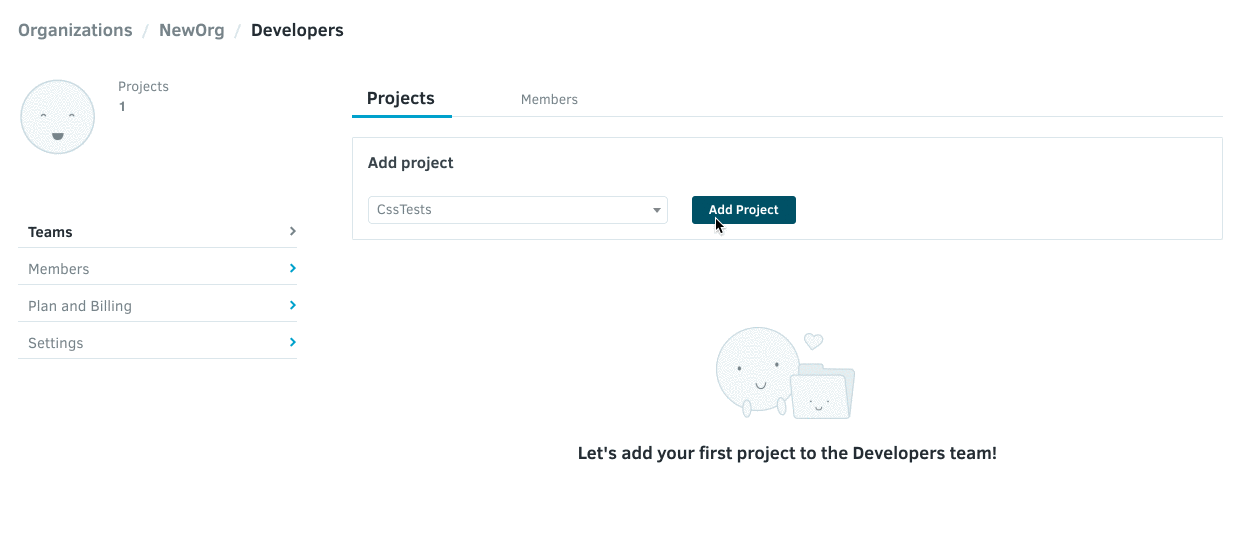 Organizations / NewOrg / Developers
Projects
1
Teams
Members
Plan and Billing
Settings
Projects Members
Add project
CssTests Add Project
Let's add your first project to the Developers team!